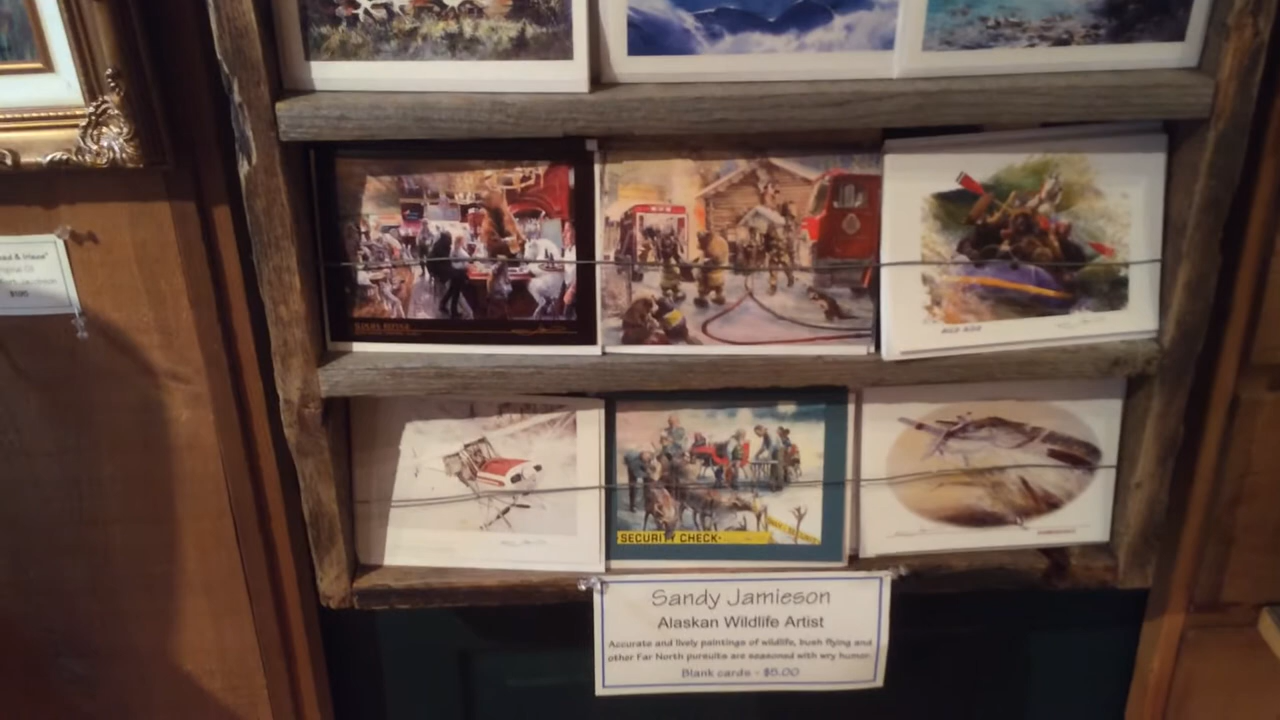 SECURITY CHECK
Sandy Jamieson
Alaskan Wildlife Artist
Accurate and lively paintings of wildlife, bush flying and
other Far North pursuits are seasoned with wry humor.
Blank cards - $5.00